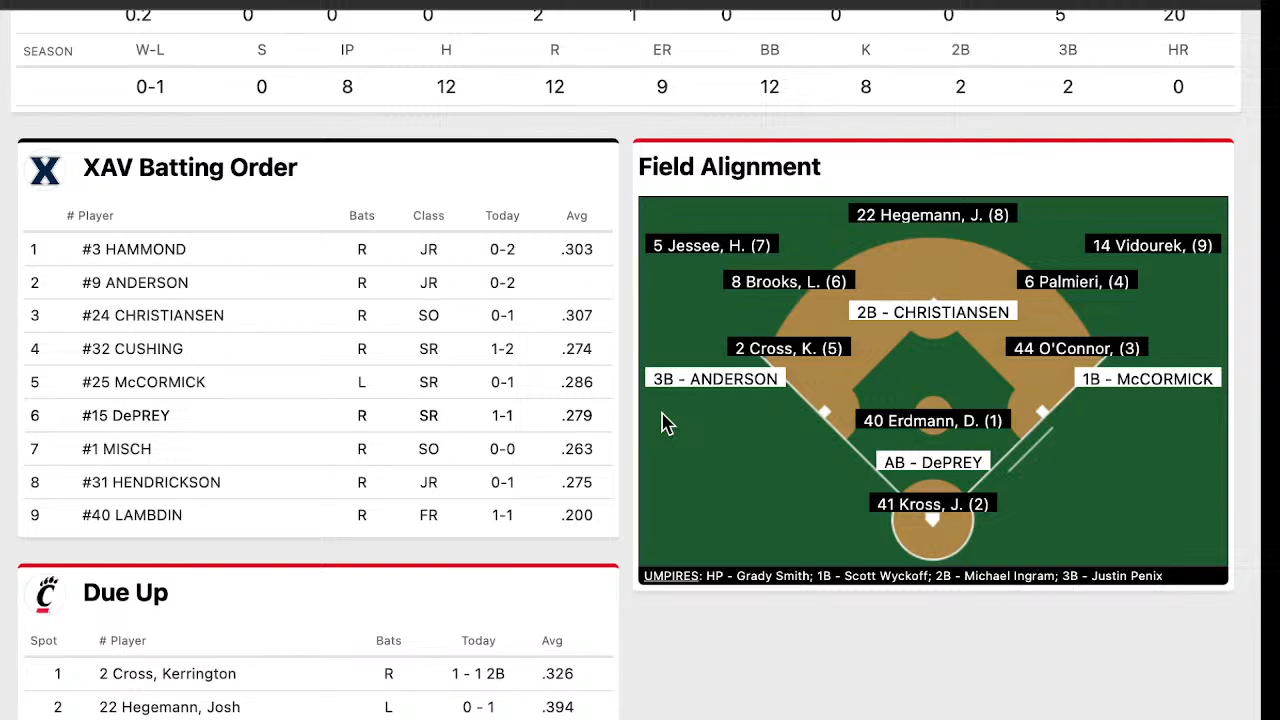 0.2 0 0 0 2 1 0 0 0 5 20
SEASON W-L S IP H R ER BB K 2B 3B HR
0-1 0 8 12 12 9 12 8 2 2 0
X XAV Batting Order
# Player Bats Class Today Avg
1 #3 HAMMOND R JR 0-2 .303
2 #9 ANDERSON R JR 0-2
3 #24 CHRISTIANSEN R SO 0-1 .307
4 #32 CUSHING R SR 1-2 .274
5 #25 McCORMICK L SR 0-1 .286
6 #15 DePREY R SR 1-1 .279
7 #1 MISCH R SO 0-0 .263
8 #31 HENDRICKSON R JR 0-1 .275
9 #40 LAMBDIN R FR 1-1 .200
Field Alignment
22 Hegemann, J. (8)
5 Jessee, H. (7) 14 Vidourek, (9)
8 Brooks, L. (6) 6 Palmieri, (4)
2B - CHRISTIANSEN
2 Cross, K. (5) 44 O'Connor, (3)
3B - ANDERSON 1B - McCORMICK
40 Erdmann, D. (1)
AB - DePREY
41 Kross, J. (2)
UMPIRES: HP - Grady Smith; 1B - Scott Wyckoff; 2B - Michael Ingram; 3B - Justin Penix
C Due Up
Spot # Player Bats Today Avg
1 2 Cross, Kerrington R 1 - 1 2B .326
2 22 Hegemann, Josh L 0 - 1 .394